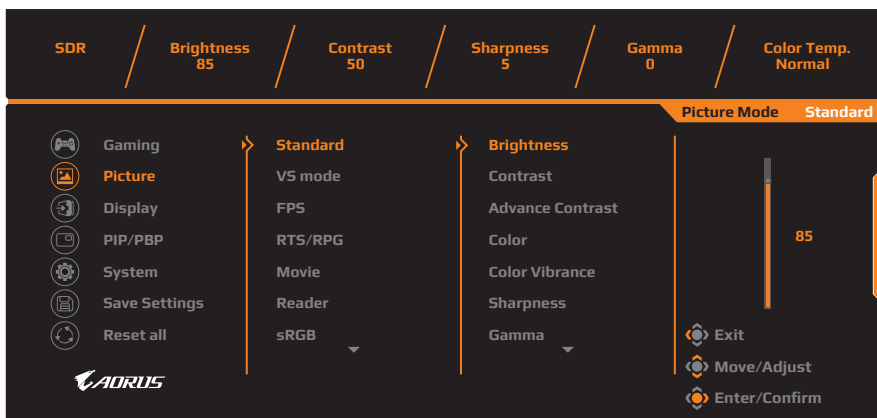 SDR Brightness Contrast Sharpness Gamma Color Temp.
85 50 5 0 Normal
Picture Mode Standard
Gaming Standard Brightness
Picture VS mode Contrast
Display FPS Advance Contrast
PIP/PBP RTS/RPG Color 85
System Movie Color Vibrance
Save Settings Reader Sharpness
Reset all sRGB Gamma Exit
Move/Adjust
AORUS
Enter/Confirm